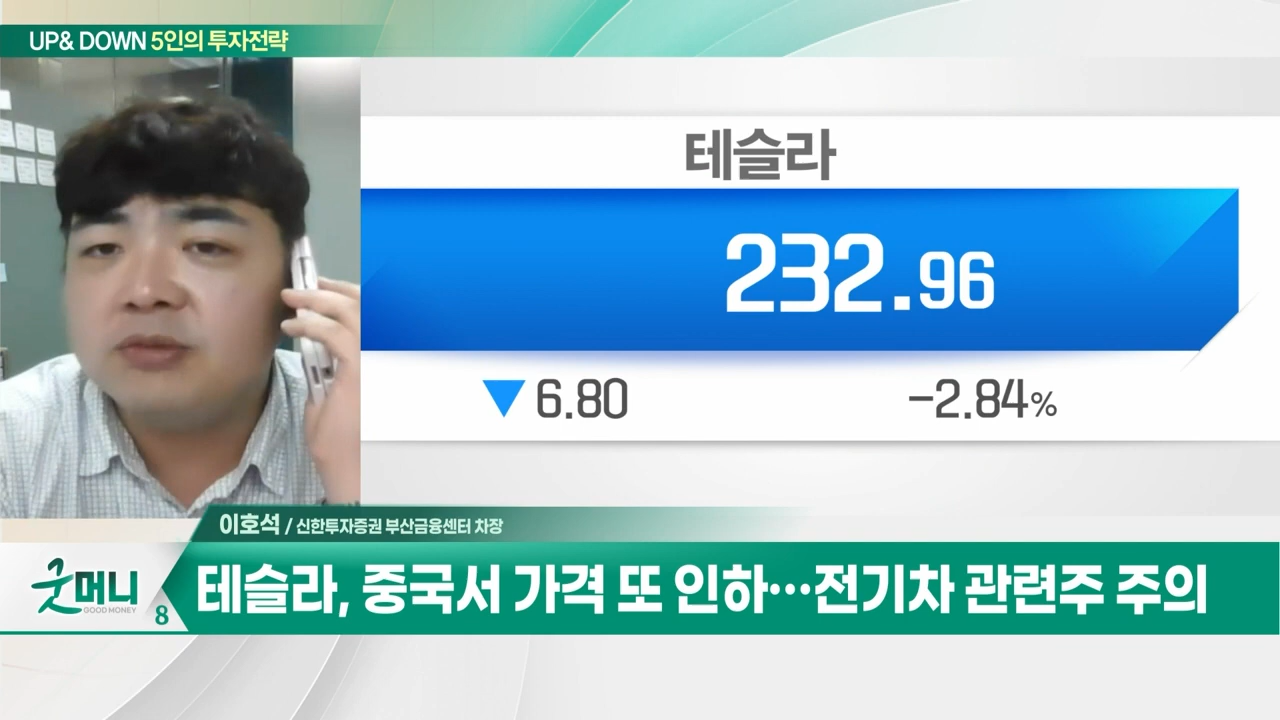 UP& DOWN 5인의 투자전략
테슬라
232.96
▼ 6.80 -2.84%
이호석 / 신한투자증권 부산금융센터 차장
테슬라, 중국서 가격 또 인하…전기차 관련주 주의
굿머니
GOOD MONEY
8